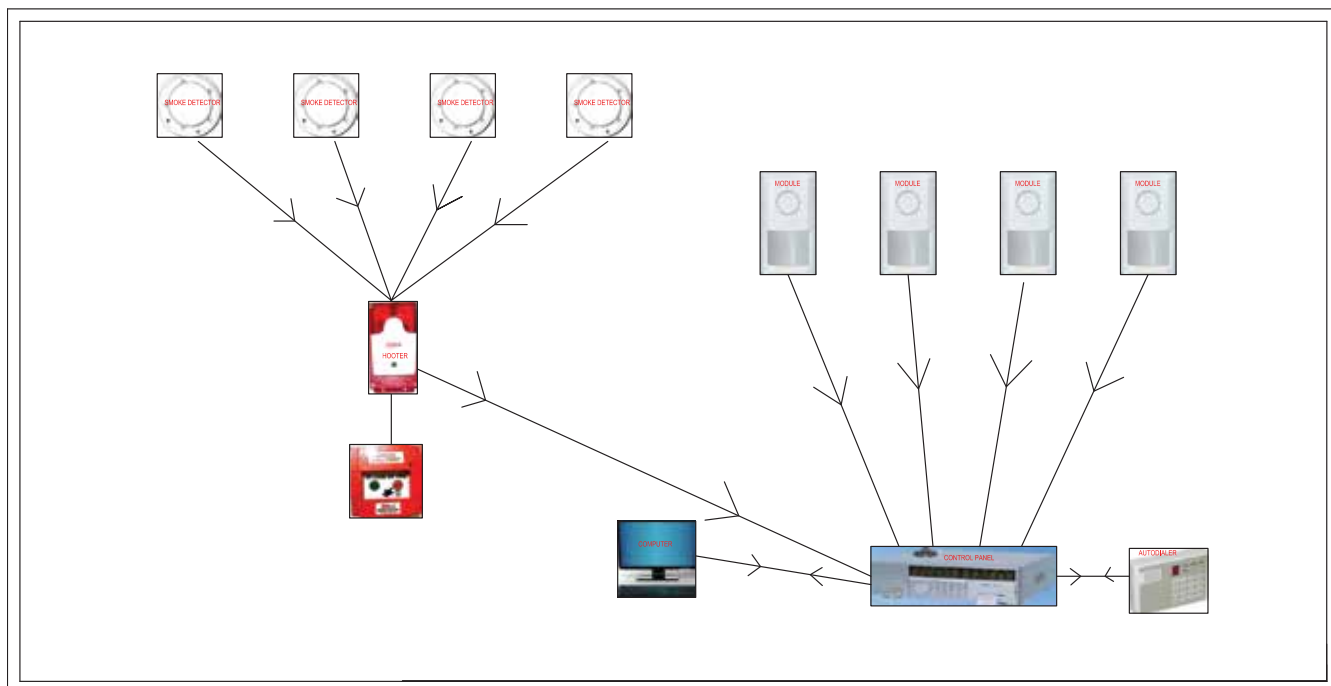 SMOKE DETECTOR
SMOKE DETECTOR
SMOKE DETECTOR
SMOKE DETECTOR
MODULE
MODULE
MODULE
MODULE
HOOTER
COMPUTER
CONTROL PANEL
AUTODIALER